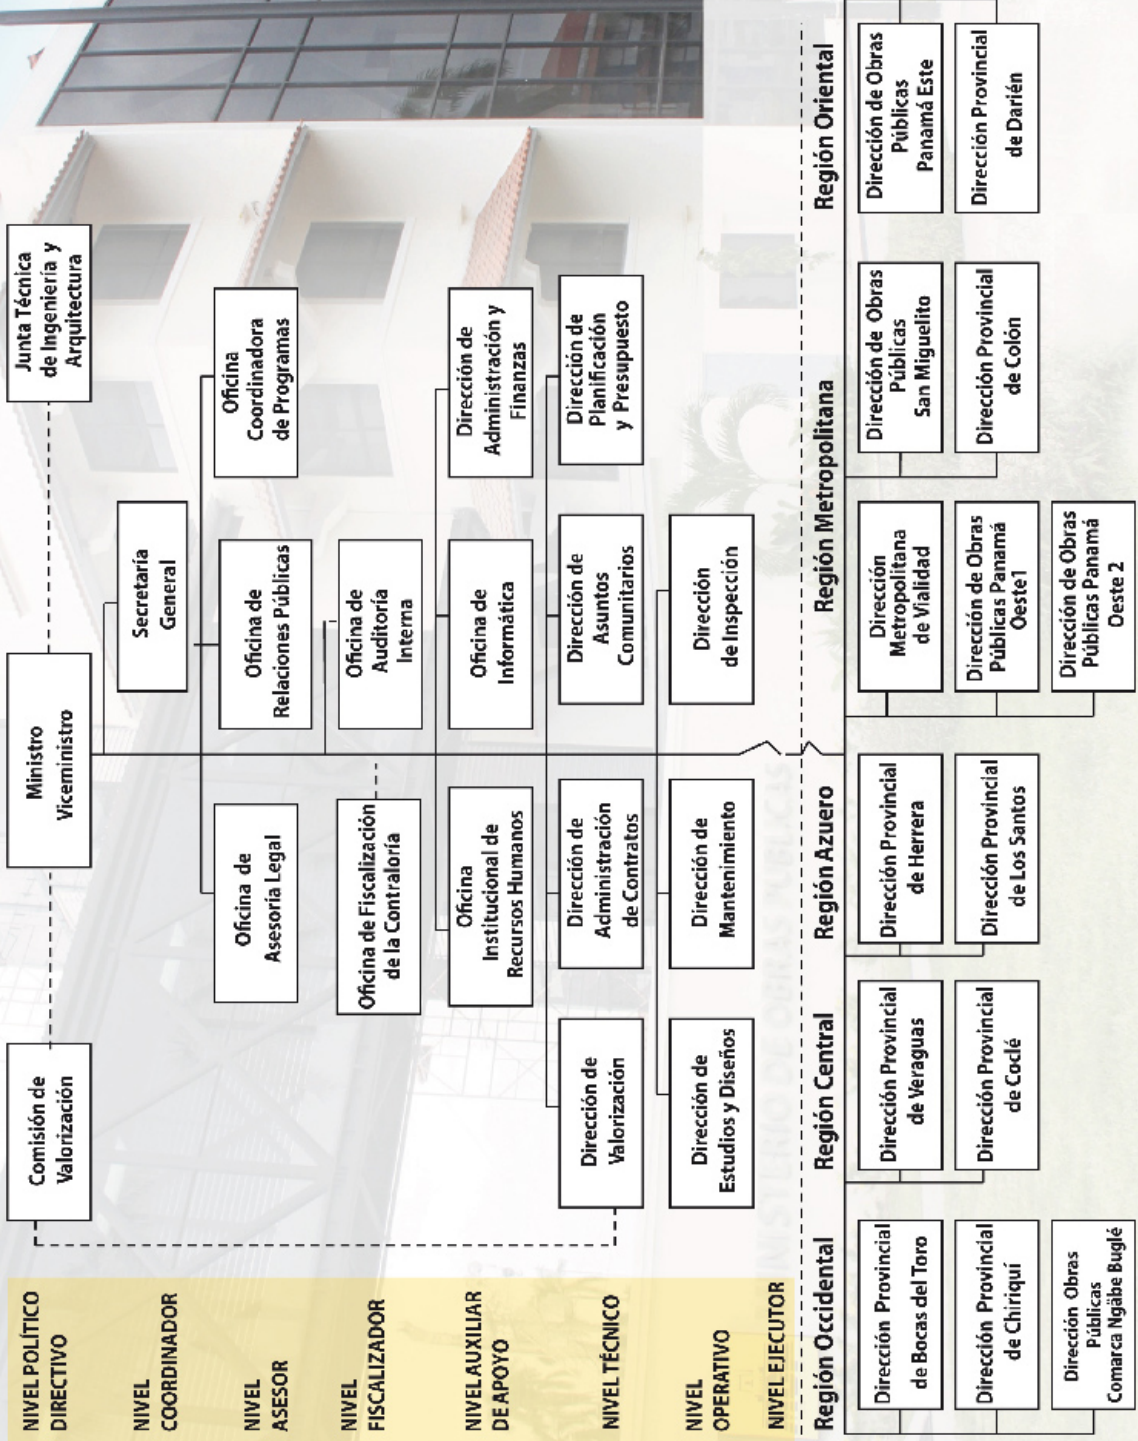 NIVEL POLÍTICO
DIRECTIVO
Comisión de
Valorización
Ministro
Viceministro
Junta Técnica
de Ingeniería y
Arquitectura
NIVEL
COORDINADOR
Secretaría
General
NIVEL
ASESOR
Oficina de
Asesoría Legal
Oficina de
Relaciones Públicas
Oficina
Coordinadora
de Programas
NIVEL
FISCALIZADOR
Oficina de Fiscalización
de la Contraloría
Oficina de
Auditoría
Interna
NIVEL AUXILIAR
DE APOYO
Oficina
Institucional de
Recursos Humanos
Oficina de
Informática
Dirección de
Administración y
Finanzas
NIVEL TÉCNICO
Dirección de
Valorización
Dirección de
Administración
de Contratos
Dirección de
Asuntos
Comunitarios
Dirección de
Planificación
y Presupuesto
NIVEL
OPERATIVO
Dirección de
Estudios y Diseños
Dirección de
Mantenimiento
Dirección
de Inspección
NIVEL EJECUTOR
MINISTERIO DE OBRAS PUBLICAS
Región Occidental
Dirección Provincial
de Bocas del Toro
Dirección Provincial
de Chiriquí
Dirección Obras
Públicas
Comarca Ngäbe Buglé
Región Central
Dirección Provincial
de Veraguas
Dirección Provincial
de Coclé
Región Azuero
Dirección Provincial
de Herrera
Dirección Provincial
de Los Santos
Región Metropolitana
Dirección
Metropolitana
de Vialidad
Dirección de Obras
Públicas Panamá
Oeste1
Dirección de Obras
Públicas Panamá
Oeste 2
Dirección de Obras
Públicas
San Miguelito
Dirección Provincial
de Colón
Región Oriental
Dirección de Obras
Públicas
Panamá Este
Dirección Provincial
de Darién